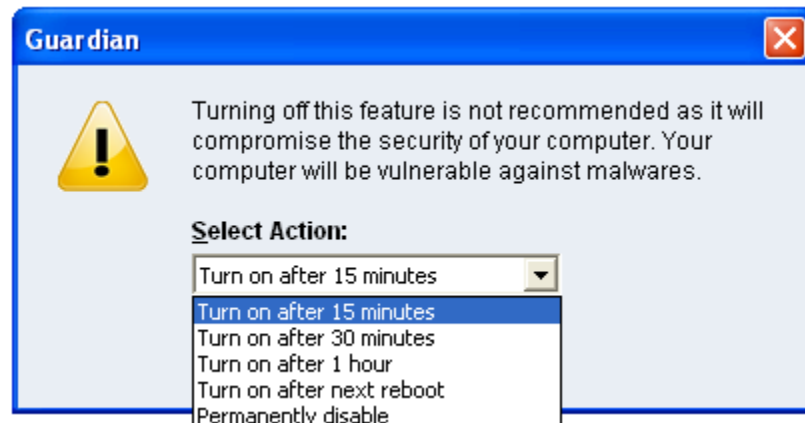 Guardian
Turning off this feature is not recommended as it will
compromise the security of your computer. Your
computer will be vulnerable against malwares.
Select Action:
Turn on after 15 minutes
Turn on after 15 minutes
Turn on after 30 minutes
Turn on after 1 hour
Turn on after next reboot
Permanently disable